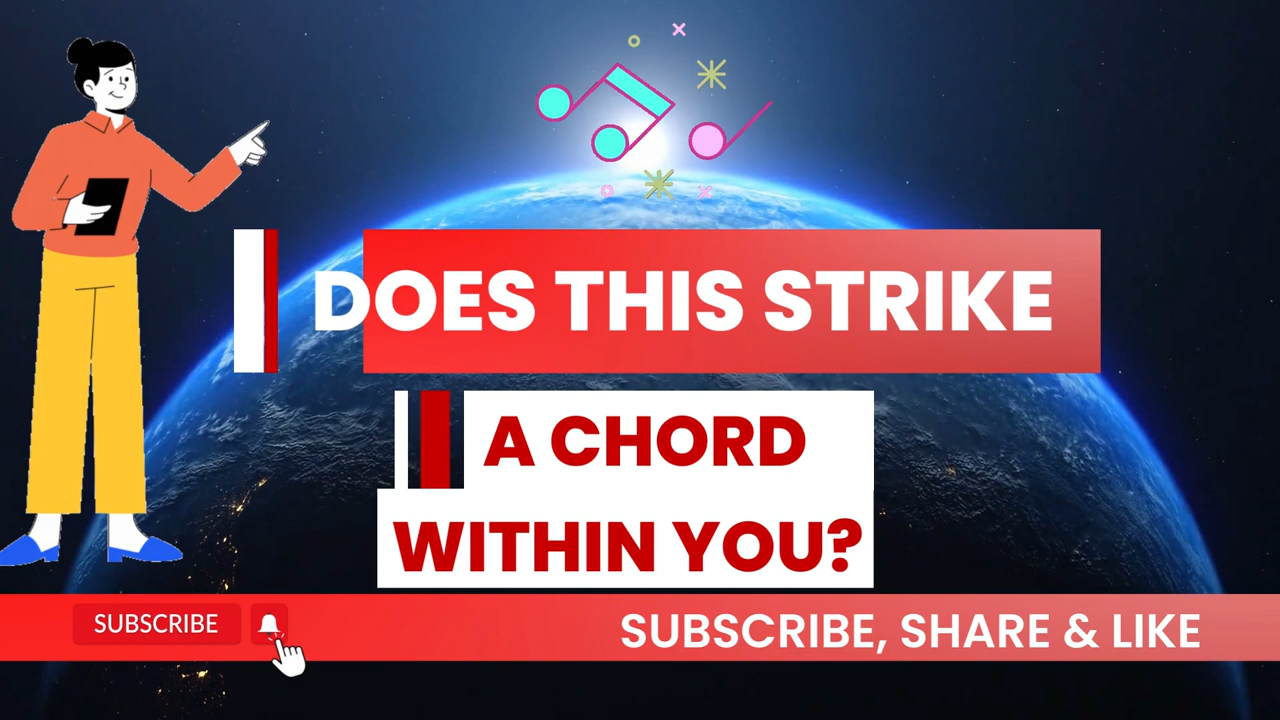 DOES THIS STRIKE
A CHORD
WITHIN YOU?
SUBSCRIBE
SUBSCRIBE, SHARE & LIKE